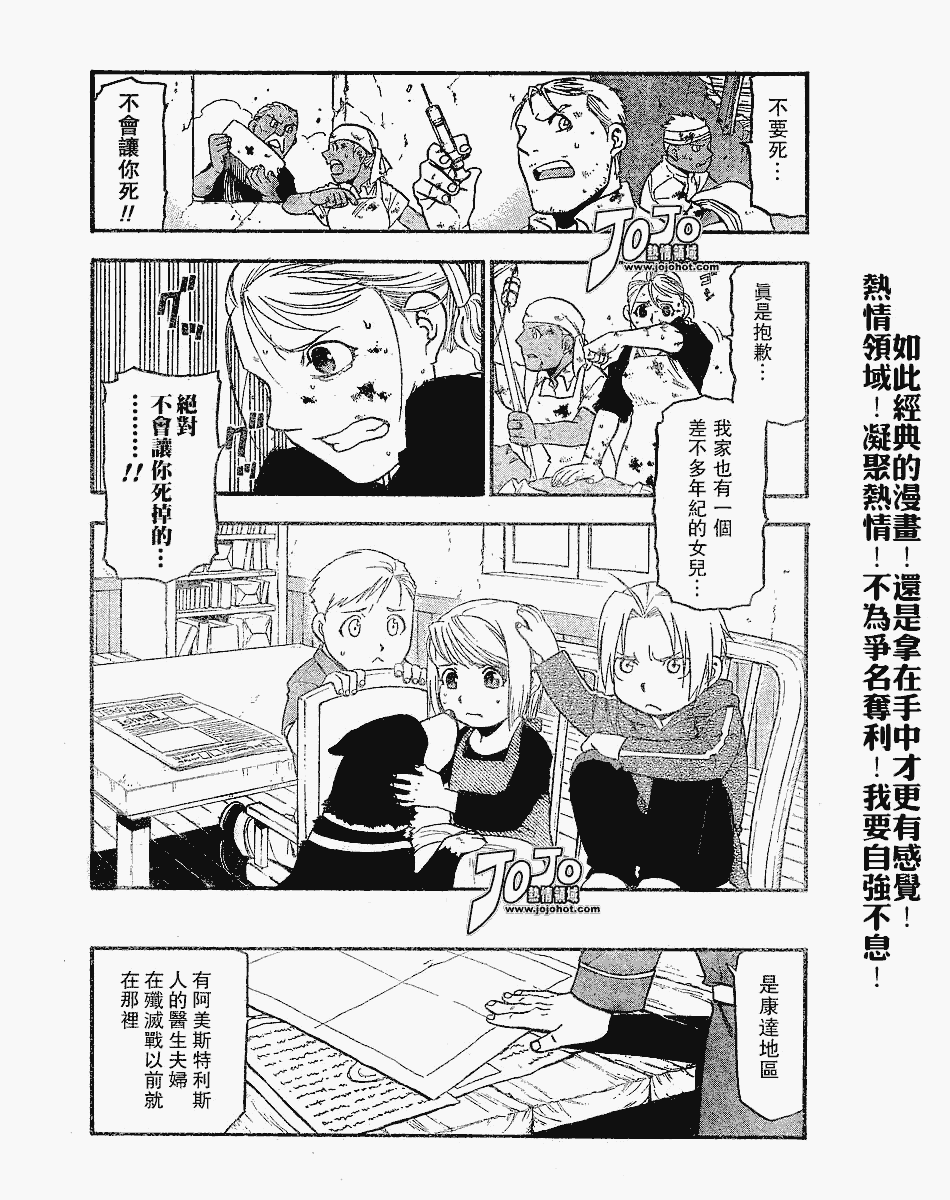 不要死…
不會讓你死!!
JOJO
熱情領域
www.jojohot.com
眞是抱歉…
我家也有一個
差不多年紀的女兒…
絕對
不會讓你死掉的…
………!!
JOJO
熱情領域
www.jojohot.com
是康達地區
有阿美斯特利斯
人的醫生夫婦
在殲滅戰以前就
在那裡
如此經典的漫畫!還是拿在手中才更有感覺!
熱情領域!凝聚熱情!不為爭名奪利!我要自強不息!